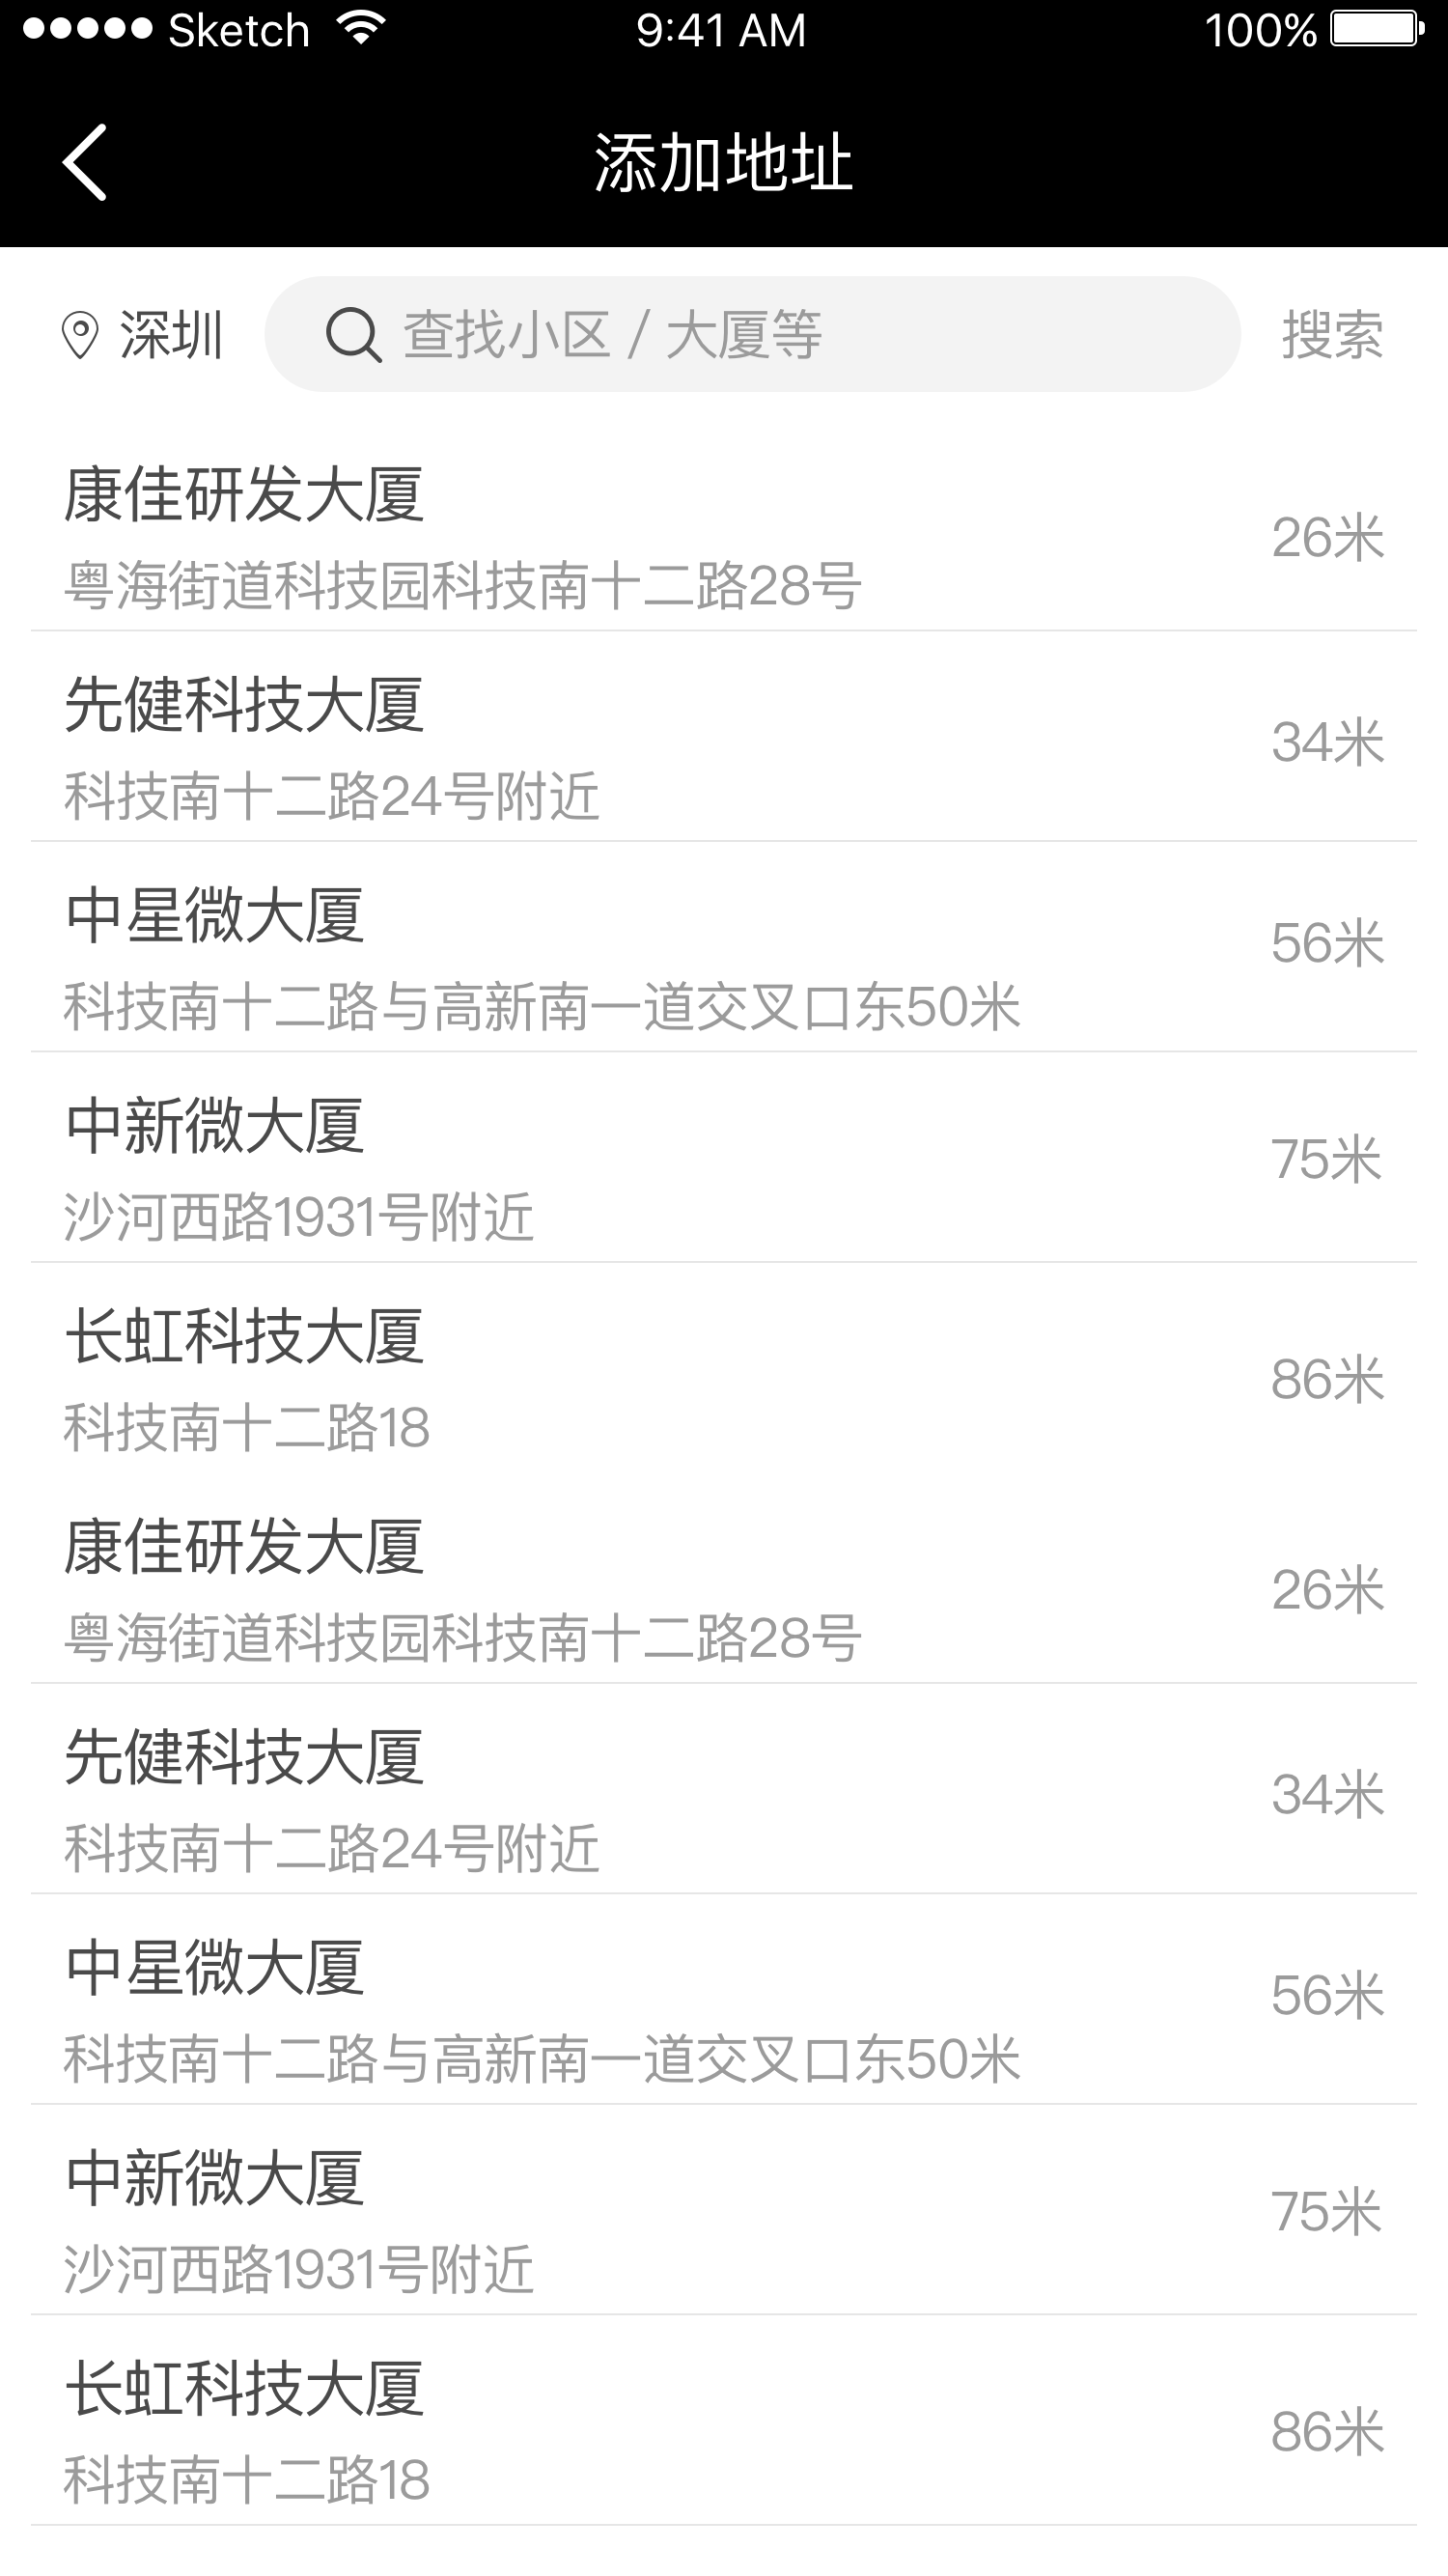 Sketch 9:41 AM 100%
添加地址
深圳 查找小区 / 大厦等 搜索
康佳研发大厦
26米
粤海街道科技园科技南十二路28号
先健科技大厦
34米
科技南十二路24号附近
中星微大厦
56米
科技南十二路与高新南一道交叉口东50米
中新微大厦
75米
沙河西路1931号附近
长虹科技大厦
86米
科技南十二路18
康佳研发大厦
26米
粤海街道科技园科技南十二路28号
先健科技大厦
34米
科技南十二路24号附近
中星微大厦
56米
科技南十二路与高新南一道交叉口东50米
中新微大厦
75米
沙河西路1931号附近
长虹科技大厦
86米
科技南十二路18